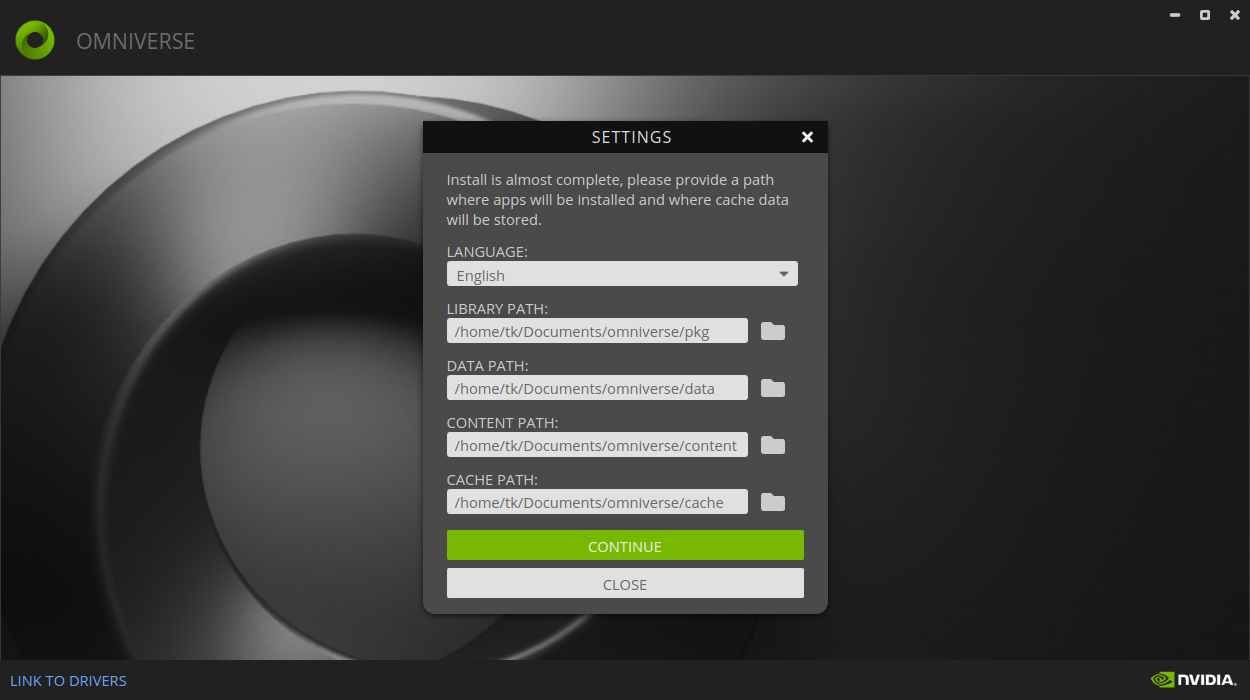 OMNIVERSE
SETTINGS
Install is almost complete, please provide a path
where apps will be installed and where cache data
will be stored.
LANGUAGE:
English
LIBRARY PATH:
/home/tk/Documents/omniverse/pkg
DATA PATH:
/home/tk/Documents/omniverse/data
CONTENT PATH:
/home/tk/Documents/omniverse/content
CACHE PATH:
/home/tk/Documents/omniverse/cache
CONTINUE
CLOSE
LINK TO DRIVERS
NVIDIA.